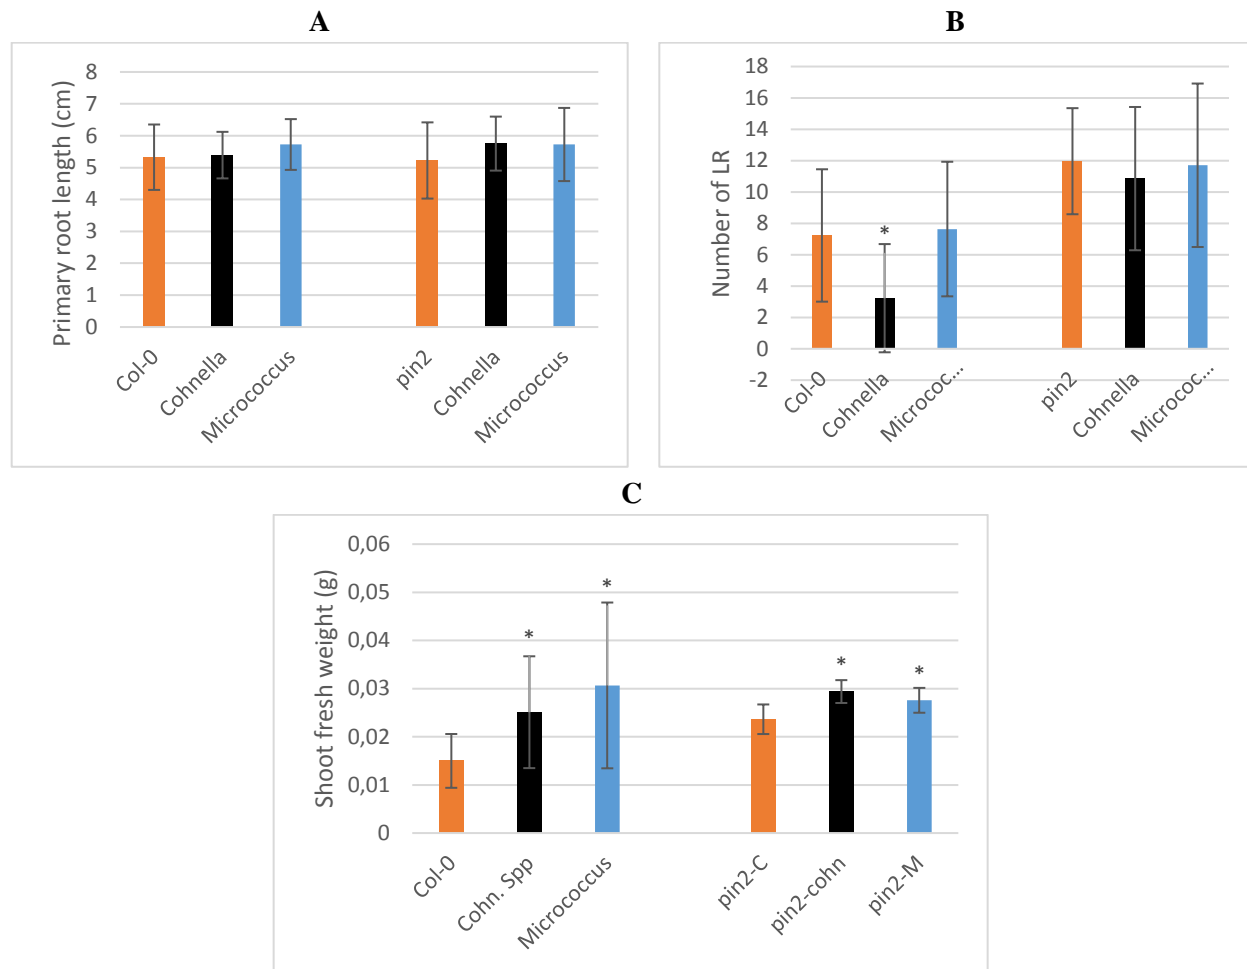 A
Primary root length (cm)
8
7
6
5
4
3
2
1
0
Col-0
Cohnella
Micrococcus
pin2
Cohnella
Micrococcus
B
Number of LR
18
16
14
12
10
8
6
4
2
0
-2
*
Col-0
Cohnella
Micrococ...
pin2
Cohnella
Micrococ...
C
Shoot fresh weight (g)
0,06
0,05
0,04
0,03
0,02
0,01
0
*
*
*
*
Col-0
Cohn. Spp
Micrococcus
pin2-C
pin2-cohn
pin2-M